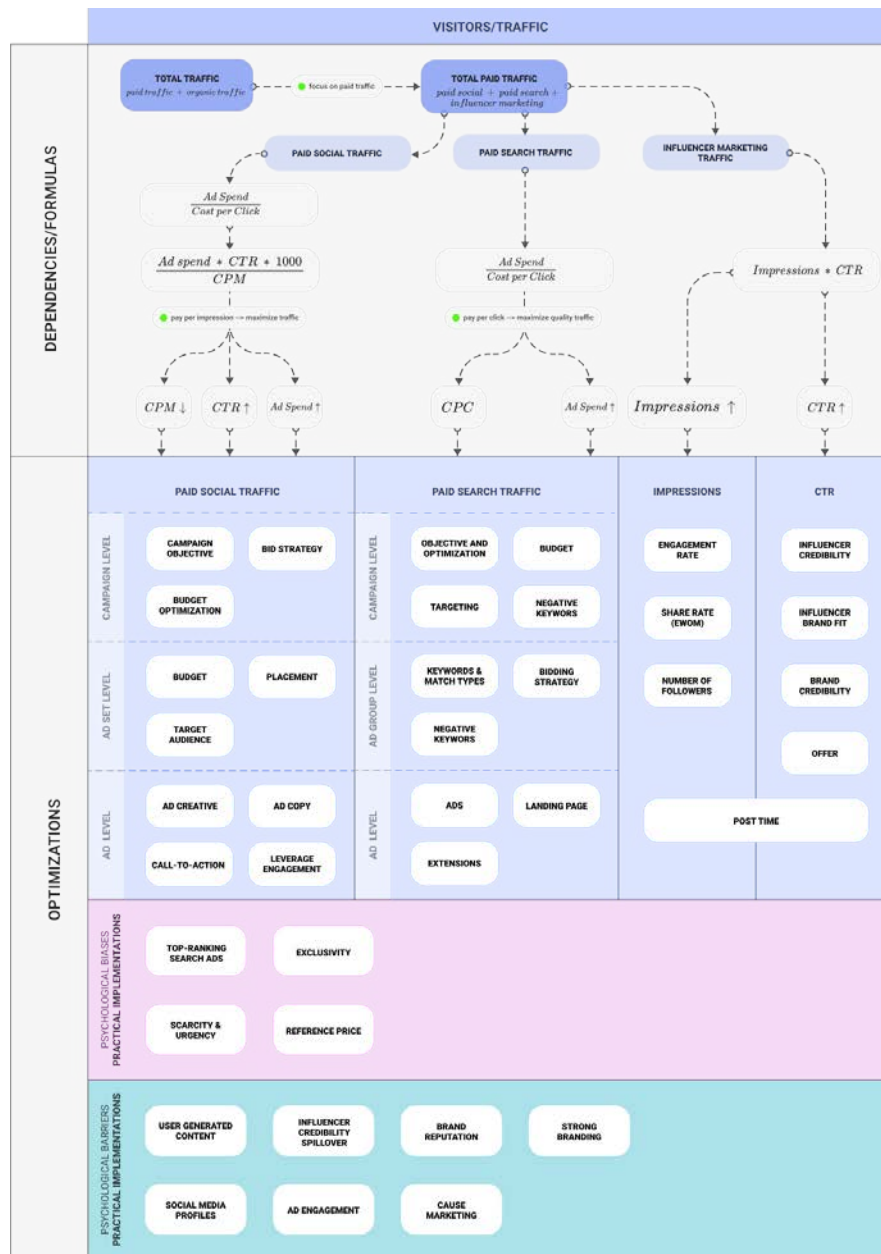 VISITORS/TRAFFIC
DEPENDENCIES/FORMULAS
TOTAL TRAFFIC
paid traffic + organic traffic
focus on paid traffic
TOTAL PAID TRAFFIC
paid social + paid search +
influencer marketing
PAID SOCIAL TRAFFIC
PAID SEARCH TRAFFIC
INFLUENCER MARKETING
TRAFFIC
Ad Spend
Cost per Click
Ad spend * CTR * 1000
CPM
Ad Spend
Cost per Click
Impressions * CTR
pay per impression → maximize traffic
pay per click → maximize quality traffic
CPM ↓
CTR ↑
Ad Spend ↑
CPC
Ad Spend ↑
Impressions ↑
CTR ↑
OPTIMIZATIONS
PAID SOCIAL TRAFFIC
CAMPAIGN LEVEL
CAMPAIGN
OBJECTIVE
BID STRATEGY
BUDGET
OPTIMIZATION
AD SET LEVEL
BUDGET
PLACEMENT
TARGET
AUDIENCE
AD LEVEL
AD CREATIVE
AD COPY
CALL-TO-ACTION
LEVERAGE
ENGAGEMENT
PAID SEARCH TRAFFIC
CAMPAIGN LEVEL
OBJECTIVE AND
OPTIMIZATION
BUDGET
TARGETING
NEGATIVE
KEYWORS
AD GROUP LEVEL
KEYWORDS &
MATCH TYPES
BIDDING
STRATEGY
NEGATIVE
KEYWORS
AD LEVEL
ADS
LANDING PAGE
EXTENSIONS
IMPRESSIONS
ENGAGEMENT
RATE
SHARE RATE
(EWOM)
NUMBER OF
FOLLOWERS
CTR
INFLUENCER
CREDIBILITY
INFLUENCER
BRAND FIT
BRAND
CREDIBILITY
OFFER
POST TIME
PSYCHOLOGICAL BIASES
PRACTICAL IMPLEMENTATIONS
TOP-RANKING
SEARCH ADS
EXCLUSIVITY
SCARCITY &
URGENCY
REFERENCE PRICE
PSYCHOLOGICAL BARRIERS
PRACTICAL IMPLEMENTATIONS
USER GENERATED
CONTENT
INFLUENCER
CREDIBILITY
SPILLOVER
BRAND
REPUTATION
STRONG
BRANDING
SOCIAL MEDIA
PROFILES
AD ENGAGEMENT
CAUSE
MARKETING